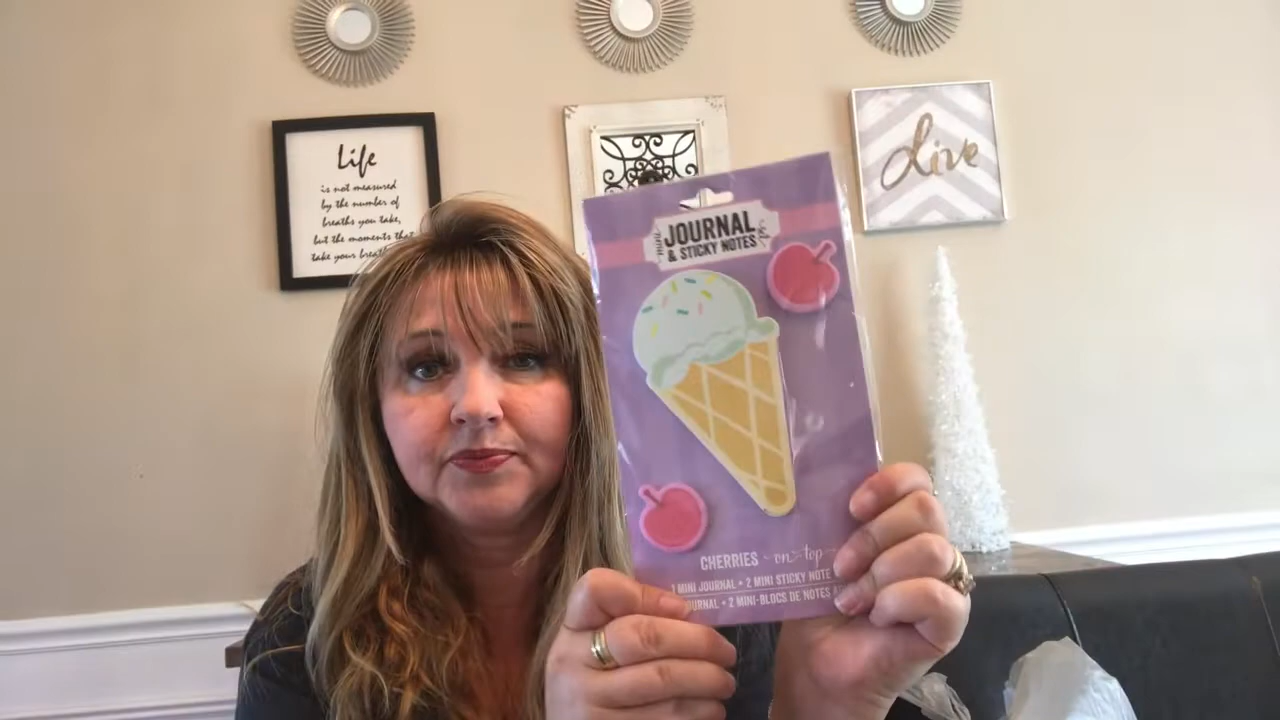 Life
is not measured
by the number of
breaths you take,
but the moments that
take your breath
Live
mini
JOURNAL
& STICKY NOTES
set
CHERRIES on top
1 MINI JOURNAL • 2 MINI STICKY NOTE
JOURNAL • 2 MINI-BLOCS DE NOTES